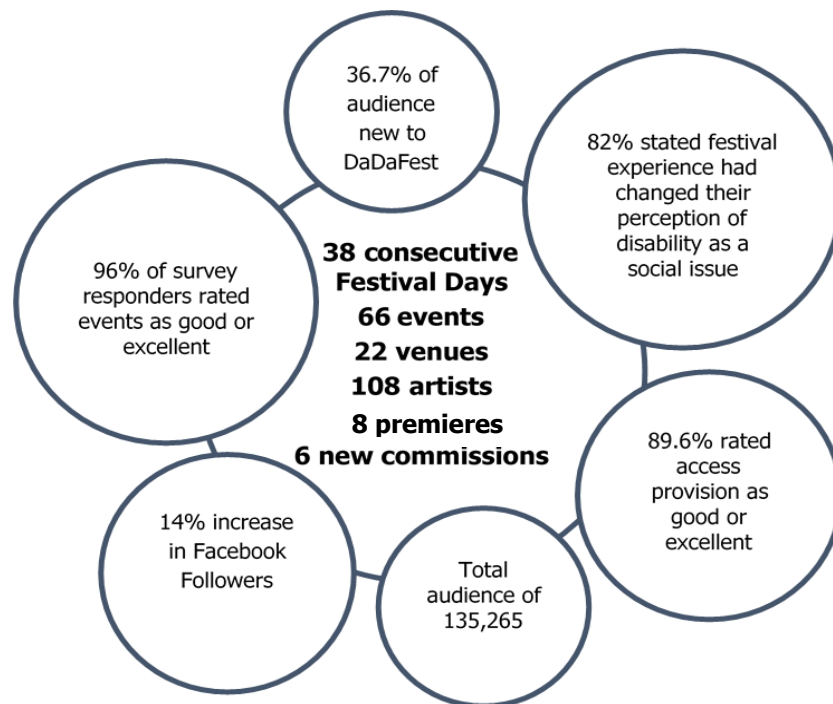 36.7% of
audience
new to
DaDaFest
82% stated festival
experience had
changed their
perception of
disability as a
social issue
96% of survey
responders rated
events as good or
excellent
38 consecutive
Festival Days
66 events
22 venues
108 artists
8 premieres
6 new commissions
89.6% rated
access
provision as
good or
excellent
14% increase
in Facebook
Followers
Total
audience of
135,265